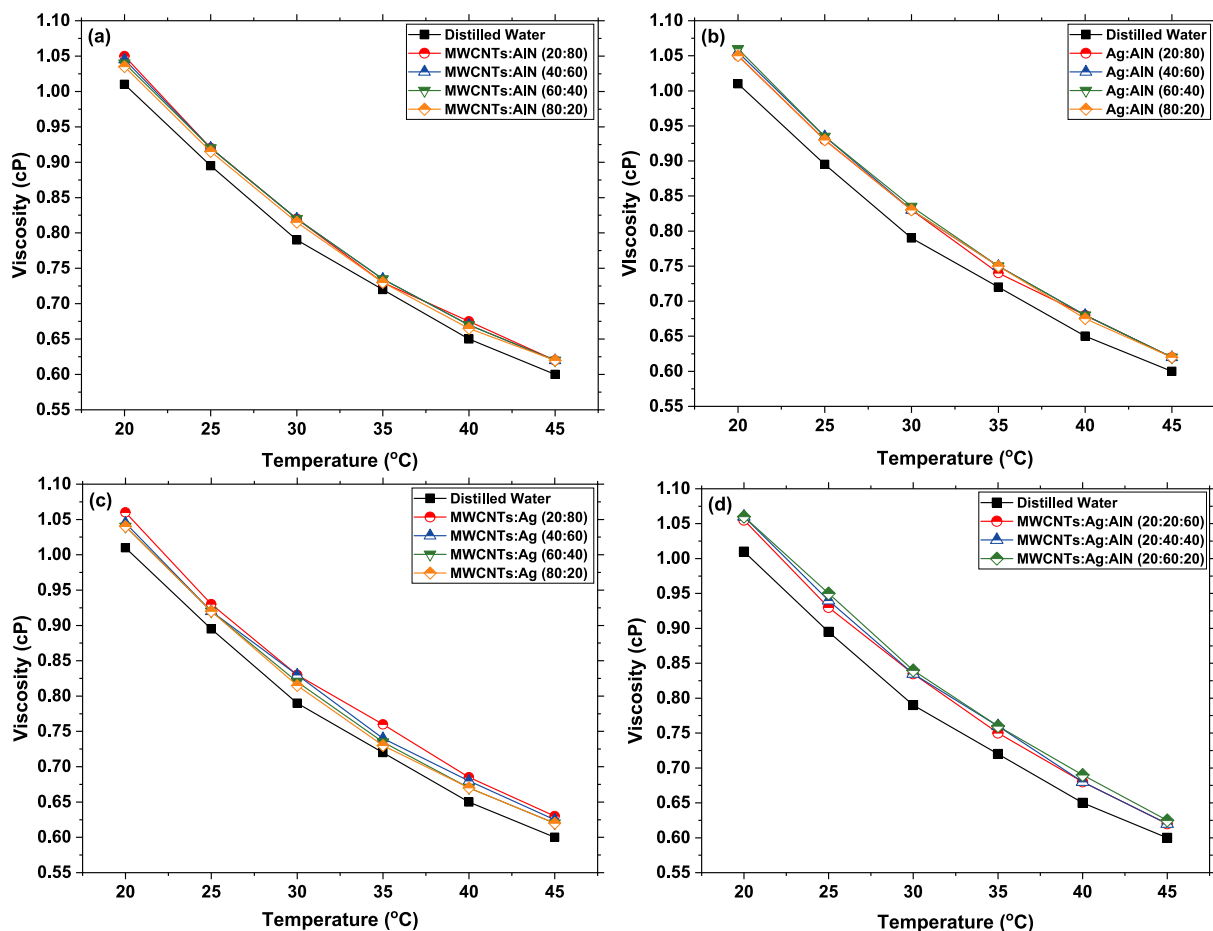 (a)
Distilled Water
MWCNTs:AlN (20:80)
MWCNTs:AlN (40:60)
MWCNTs:AlN (60:40)
MWCNTs:AlN (80:20)
1.10
1.05
1.00
0.95
0.90
0.85
0.80
0.75
0.70
0.65
0.60
0.55
Viscosity (cP)
20 25 30 35 40 45
Temperature (°C)
(b)
Distilled Water
Ag:AlN (20:80)
Ag:AlN (40:60)
Ag:AlN (60:40)
Ag:AlN (80:20)
1.10
1.05
1.00
0.95
0.90
0.85
0.80
0.75
0.70
0.65
0.60
0.55
VIscosity (cP)
20 25 30 35 40 45
Temperature (°C)
(c)
Distilled Water
MWCNTs:Ag (20:80)
MWCNTs:Ag (40:60)
MWCNTs:Ag (60:40)
MWCNTs:Ag (80:20)
1.10
1.05
1.00
0.95
0.90
0.85
0.80
0.75
0.70
0.65
0.60
0.55
Viscosity (cP)
20 25 30 35 40 45
Temperature (°C)
(d)
Distilled Water
MWCNTs:Ag:AlN (20:20:60)
MWCNTs:Ag:AlN (20:40:40)
MWCNTs:Ag:AlN (20:60:20)
1.10
1.05
1.00
0.95
0.90
0.85
0.80
0.75
0.70
0.65
0.60
0.55
Viscosity (cP)
20 25 30 35 40 45
Temperature (°C)